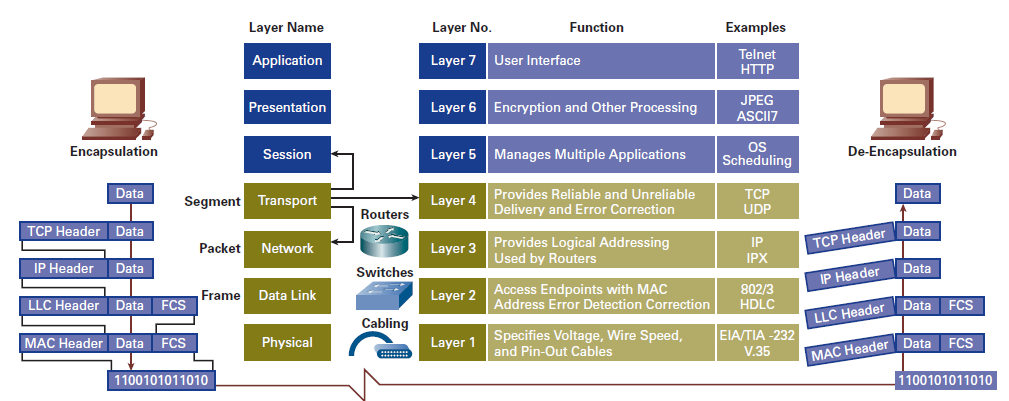 Layer Name
Layer No.
Function
Examples
Application
Layer 7
User Interface
Telnet
HTTP
Presentation
Layer 6
Encryption and Other Processing
JPEG
ASCII7
Encapsulation
De-Encapsulation
Session
Layer 5
Manages Multiple Applications
OS
Scheduling
Data
Segment
Transport
Layer 4
Provides Reliable and Unreliable
Delivery and Error Correction
TCP
UDP
Data
Routers
TCP Header
Data
Packet
Network
Layer 3
Provides Logical Addressing
Used by Routers
IP
IPX
TCP Header
Data
IP Header
Data
Switches
IP Header
Data
Frame
Data Link
Layer 2
Access Endpoints with MAC
Address Error Detection Correction
802/3
HDLC
LLC Header
Data
FCS
LLC Header
Data
FCS
Cabling
MAC Header
Data
FCS
Physical
Layer 1
Specifies Voltage, Wire Speed,
and Pin-Out Cables
EIA/TIA -232
V.35
MAC Header
Data
FCS
1100101011010
1100101011010